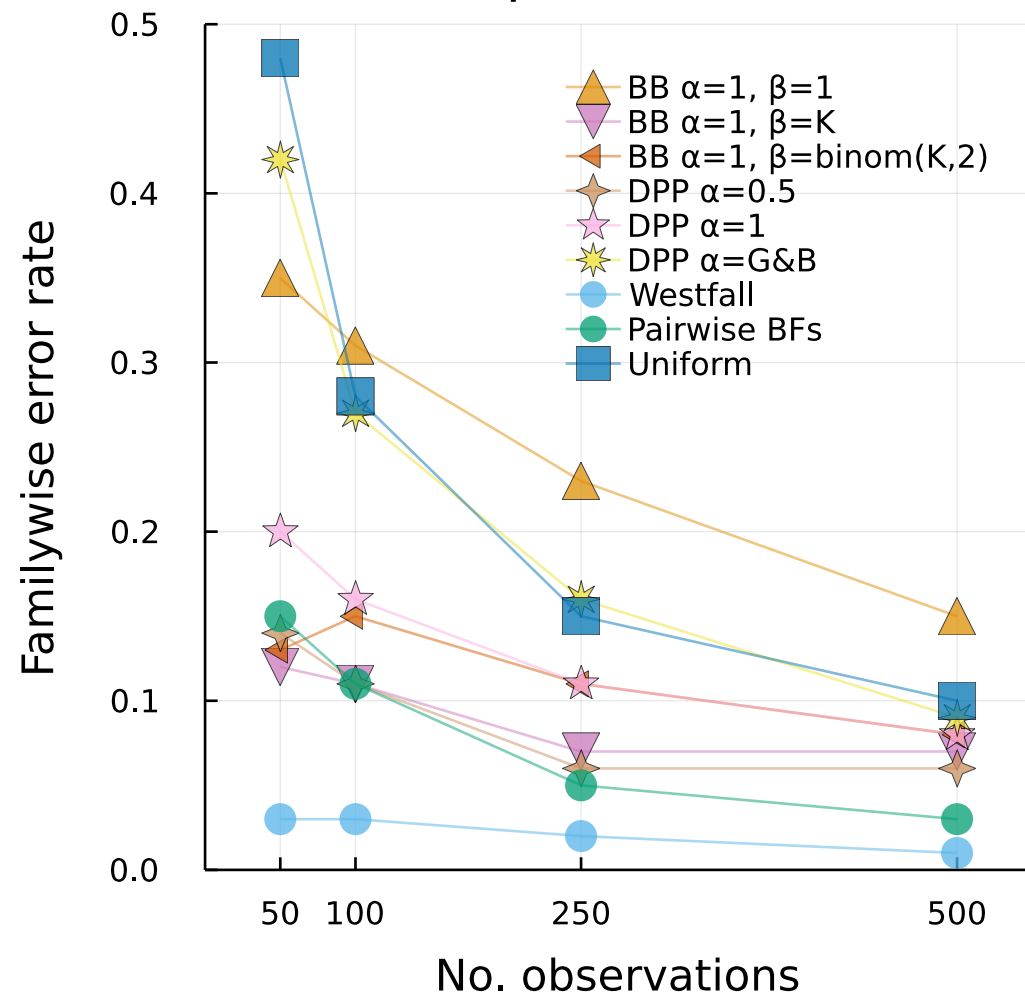 0.5
0.4
0.3
0.2
0.1
0.0
Familywise error rate
BB α=1, β=1
BB α=1, β=K
BB α=1, β=binom(K,2)
DPP α=0.5
DPP α=1
DPP α=G&B
Westfall
Pairwise BFs
Uniform
50 100 250 500
No. observations